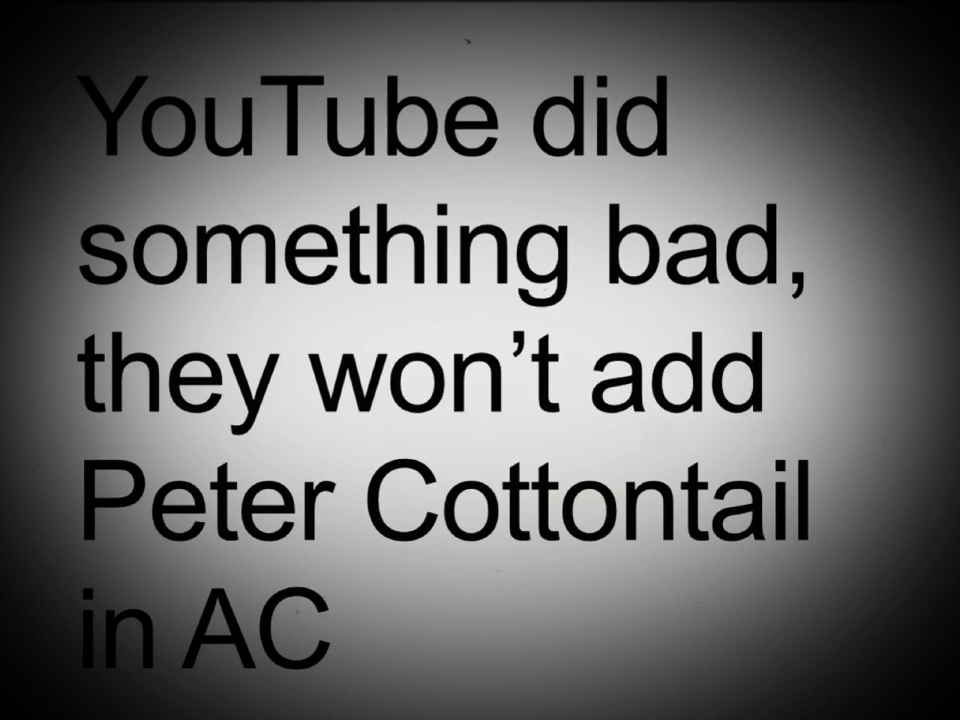 YouTube did
something bad,
they won’t add
Peter Cottontail
in AC